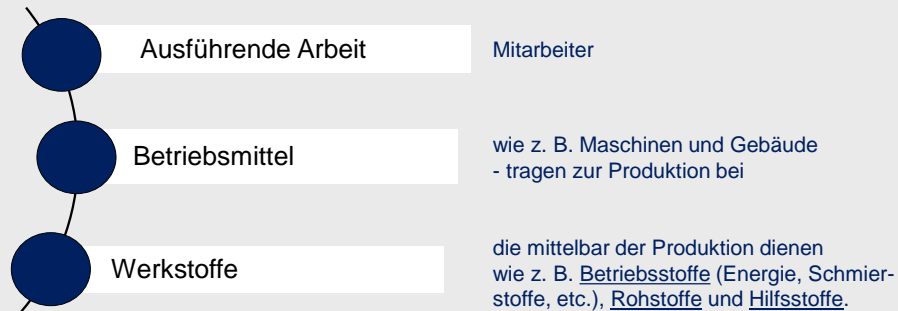 Ausführende Arbeit
Mitarbeiter
Betriebsmittel
wie z. B. Maschinen und Gebäude
- tragen zur Produktion bei
Werkstoffe
die mittelbar der Produktion dienen
wie z. B. Betriebsstoffe (Energie, Schmier-
stoffe, etc.), Rohstoffe und Hilfsstoffe.